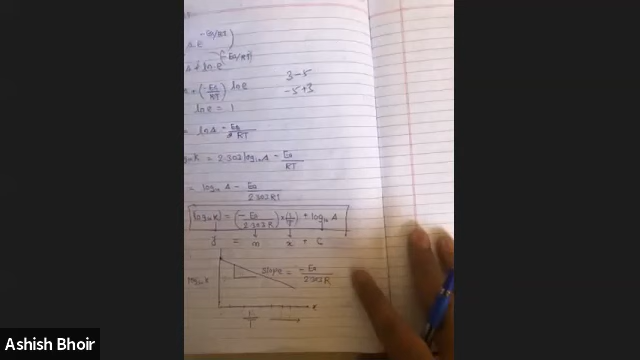 A e^(-Ea/RT)
ln e^(-Ea/RT)
+ (-Ea/RT) ln e
3-5
-5+3
ln e = 1
= ln A - Ea/RT
= 2.303 log₁₀ A - Ea/RT
= log₁₀ A - Ea/2.303RT
log₁₀ K = (-Ea/2.303R) × (1/T) + log₁₀ A
y = m x + C
log₁₀ K
Slope = -Ea/2.303R
x
1/T
Ashish Bhoir